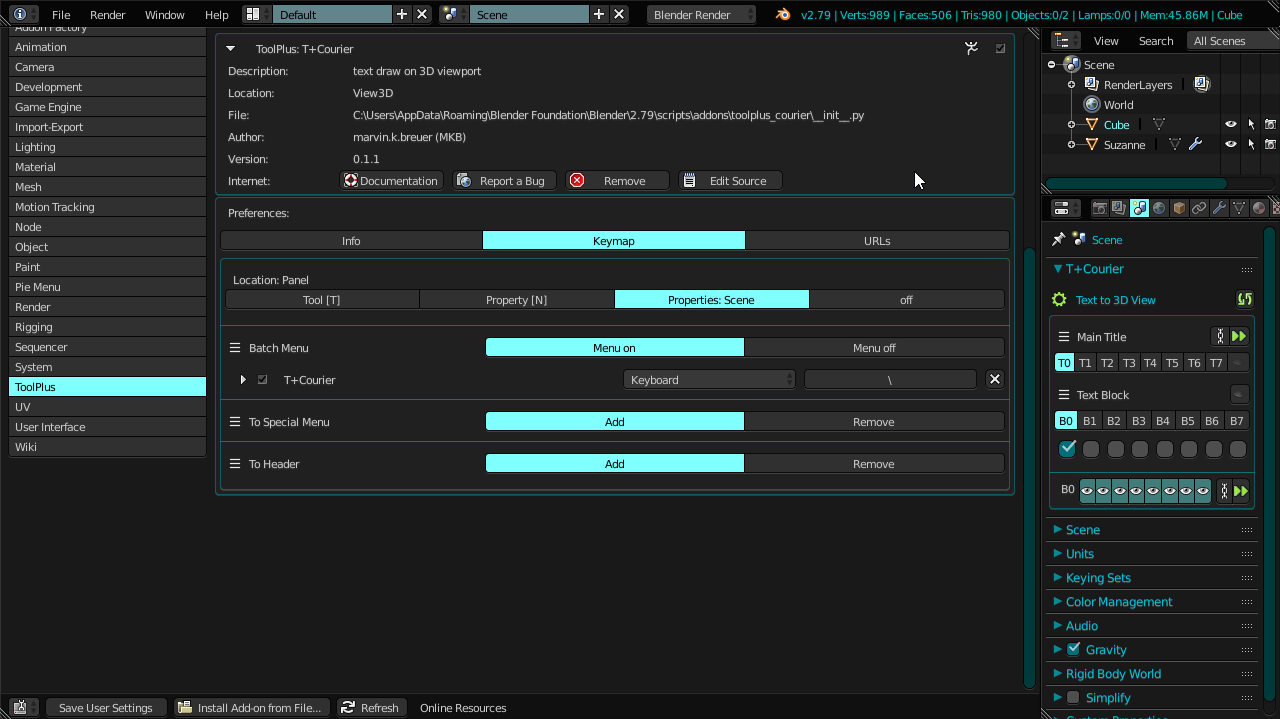 File Render Window Help Default Scene Blender Render v2.79 | Verts:989 | Faces:506 | Tris:980 | Objects:0/2 | Lamps:0/0 | Mem:45.86M | Cube
Addon Factory
Animation
Camera
Development
Game Engine
Import-Export
Lighting
Material
Mesh
Motion Tracking
Node
Object
Paint
Pie Menu
Render
Rigging
Sequencer
System
ToolPlus
UV
User Interface
Wiki
ToolPlus: T+Courier
Description: text draw on 3D viewport
Location: View3D
File: C:\Users\AppData\Roaming\Blender Foundation\Blender\2.79\scripts\addons\toolplus_courier\__init__.py
Author: marvin.k.breuer (MKB)
Version: 0.1.1
Internet: Documentation Report a Bug Remove Edit Source
Preferences:
Info Keymap URLs
Location: Panel
Tool [T] Property [N] Properties: Scene off
Batch Menu Menu on Menu off
T+Courier Keyboard \
To Special Menu Add Remove
To Header Add Remove
Save User Settings Install Add-on from File... Refresh Online Resources
View Search All Scenes
Scene
RenderLayers
World
Cube
Suzanne
Scene
T+Courier
Text to 3D View
Main Title
T0 T1 T2 T3 T4 T5 T6 T7
Text Block
B0 B1 B2 B3 B4 B5 B6 B7
B0
Scene
Units
Keying Sets
Color Management
Audio
Gravity
Rigid Body World
Simplify
Custom Properties